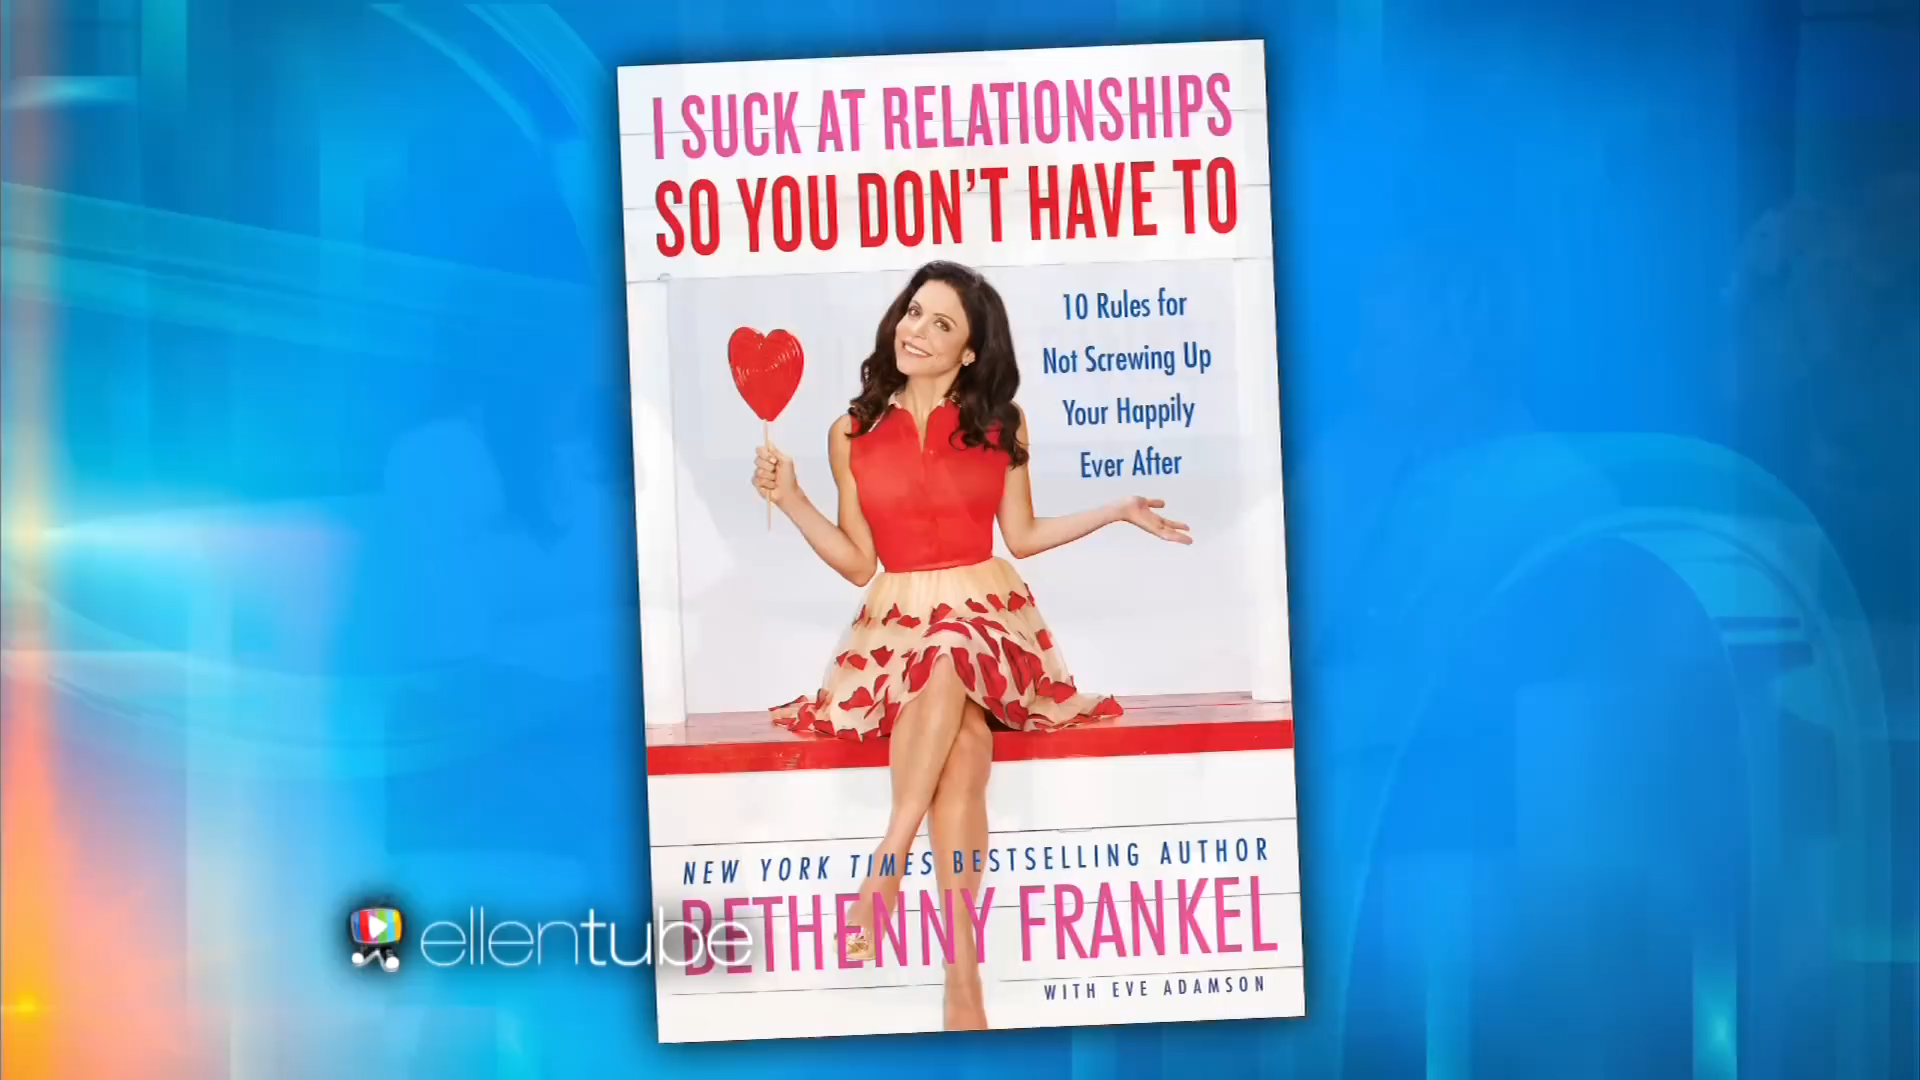 I SUCK AT RELATIONSHIPS
SO YOU DON'T HAVE TO
10 Rules for
Not Screwing Up
Your Happily
Ever After
NEW YORK TIMES BESTSELLING AUTHOR
BETHENNY FRANKEL
WITH EVE ADAMSON
ellentube